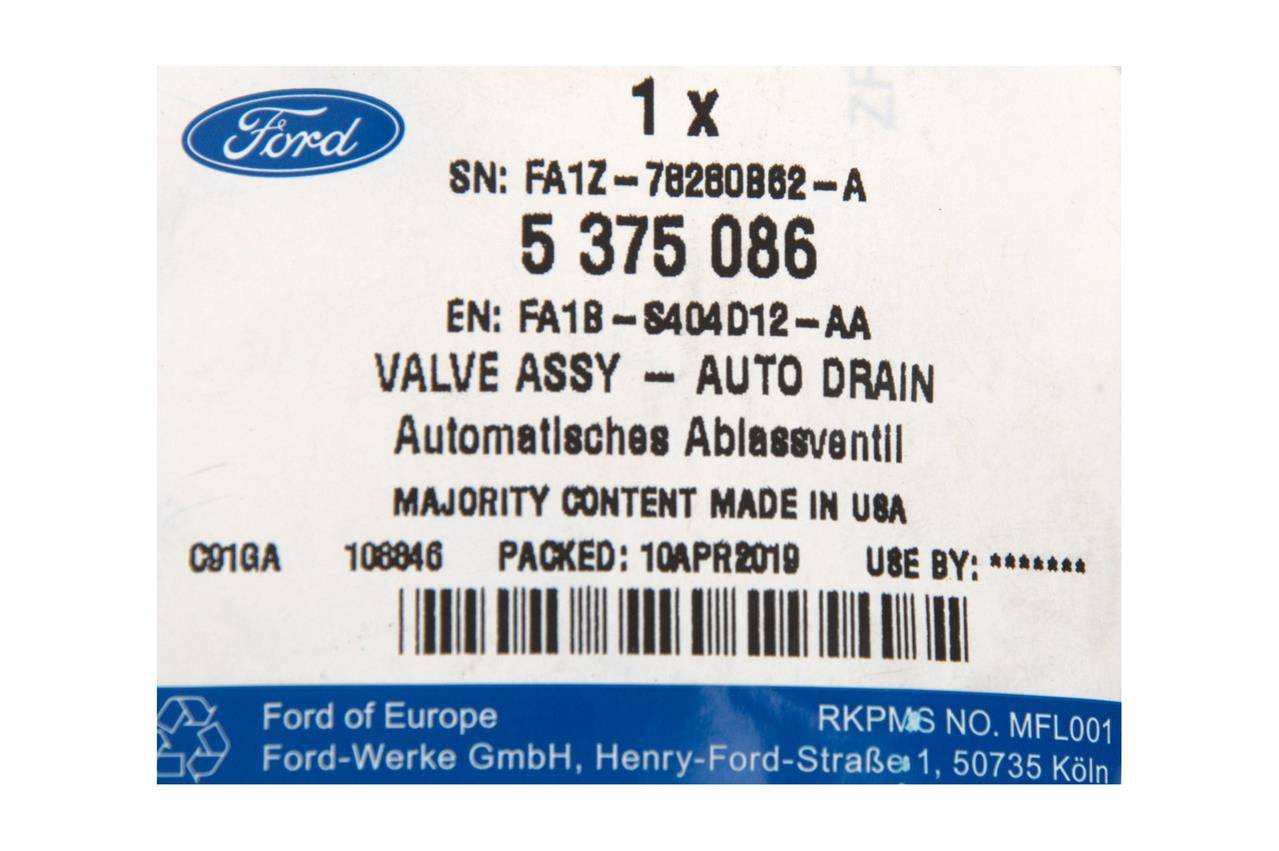 Ford
1 x
SN: FA1Z-78280B62-A
5 375 086
EN: FA1B-S404D12-AA
VALVE ASSY - AUTO DRAIN
Automatisches Ablassventil
MAJORITY CONTENT MADE IN USA
C91GA 108846 PACKED: 10APR2019 USE BY: *******
Ford of Europe RKPMS NO. MFL001
Ford-Werke GmbH, Henry-Ford-Straße 1, 50735 Köln